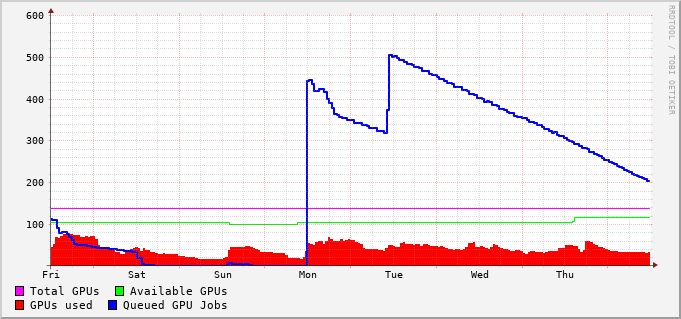 600
500
400
300
200
100
Fri Sat Sun Mon Tue Wed Thu
Total GPUs Available GPUs
GPUs used Queued GPU Jobs
RRDTOOL / TOBI OETIKER